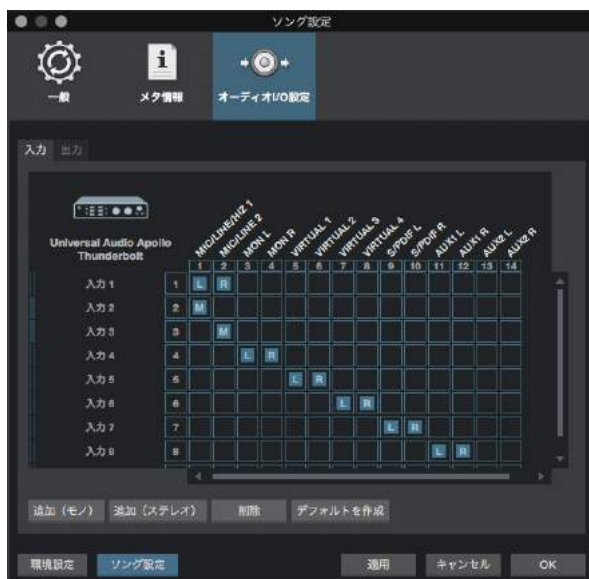 ソング設定
一般
メタ情報
オーディオI/O設定
入力 出力
Universal Audio Apollo
Thunderbolt
MIC/LINE/HZ 1 MIC/LINE 2 MON L MON R VIRTUAL 1 VIRTUAL 2 VIRTUAL 3 VIRTUAL 4 S/PDIF L S/PDIF R AUX1 L AUX1 R AUX2 L AUX2 R
1 2 3 4 5 6 7 8 9 10 11 12 13 14
入力 1 1 L R
入力 2 2 M
入力 3 3 M
入力 4 4 L R
入力 5 5 L R
入力 6 6 L R
入力 7 7 L R
入力 8 8 L R
追加（モノ） 追加（ステレオ） 削除 デフォルトを作成
環境設定 ソング設定 適用 キャンセル OK